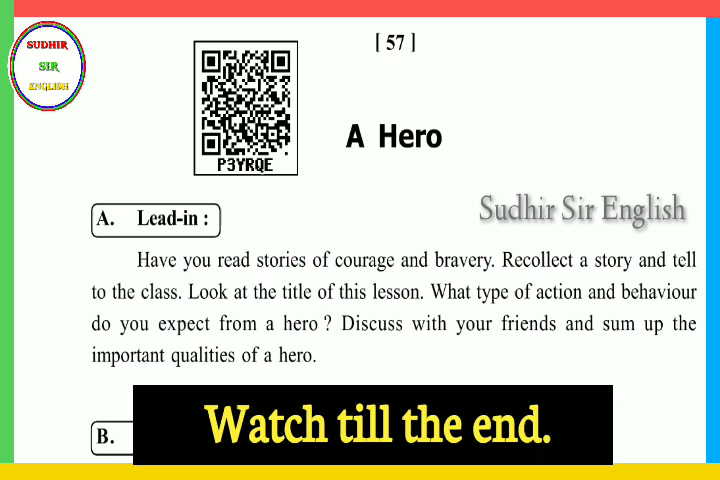 SUDHIR
SIR
ENGLISH
[ 57 ]
P3YRQE
A Hero
Sudhir Sir English
A. Lead-in :
Have you read stories of courage and bravery. Recollect a story and tell
to the class. Look at the title of this lesson. What type of action and behaviour
do you expect from a hero ? Discuss with your friends and sum up the
important qualities of a hero.
B.
Watch till the end.